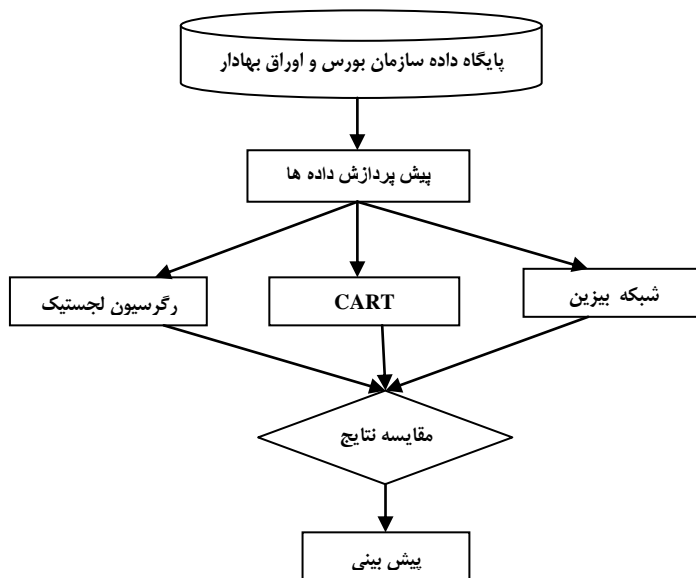 پایگاه داده سازمان بورس و اوراق بهادار
پیش پردازش داده ها
شبکه بیزین
CART
رگرسیون لجستیک
مقایسه نتایج
پیش بینی